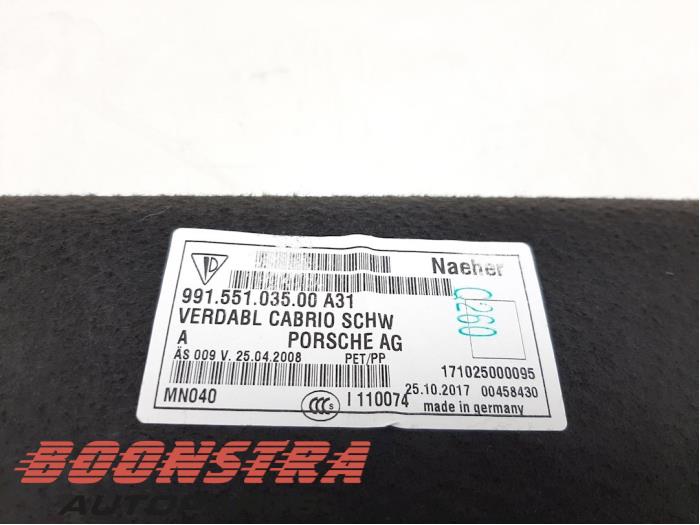 Naeher
991.551.035.00 A31
VERDABL CABRIO SCHW
A PORSCHE AG
ÄS 009 V. 25.04.2008 PET/PP
171025000095
MN040
CCC S
I 110074
25.10.2017 00458430
made in germany
Q260
BOONSTRA